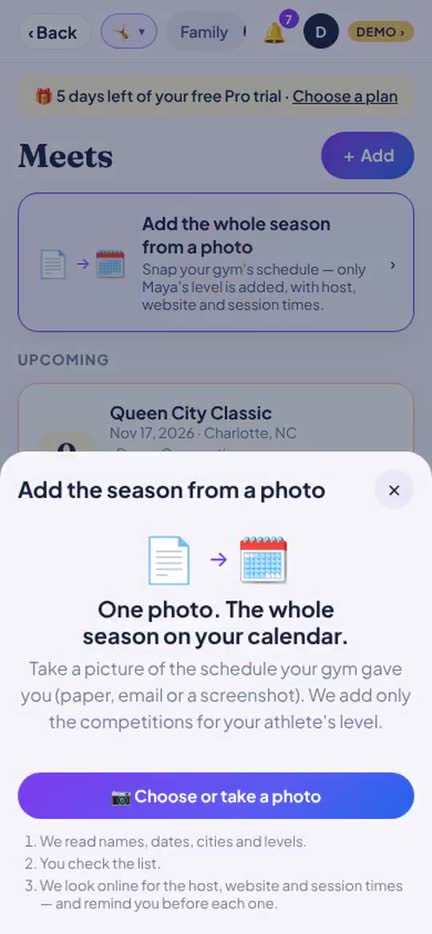 ‹ Back
Family
7
D
DEMO ›
5 days left of your free Pro trial · Choose a plan
Meets
+ Add
Add the whole season
from a photo
Snap your gym's schedule — only
Maya's level is added, with host,
website and session times.
UPCOMING
Queen City Classic
Nov 17, 2026 · Charlotte, NC
Add the season from a photo
One photo. The whole
season on your calendar.
Take a picture of the schedule your gym gave
you (paper, email or a screenshot). We add only
the competitions for your athlete's level.
Choose or take a photo
1. We read names, dates, cities and levels.
2. You check the list.
3. We look online for the host, website and session times
— and remind you before each one.